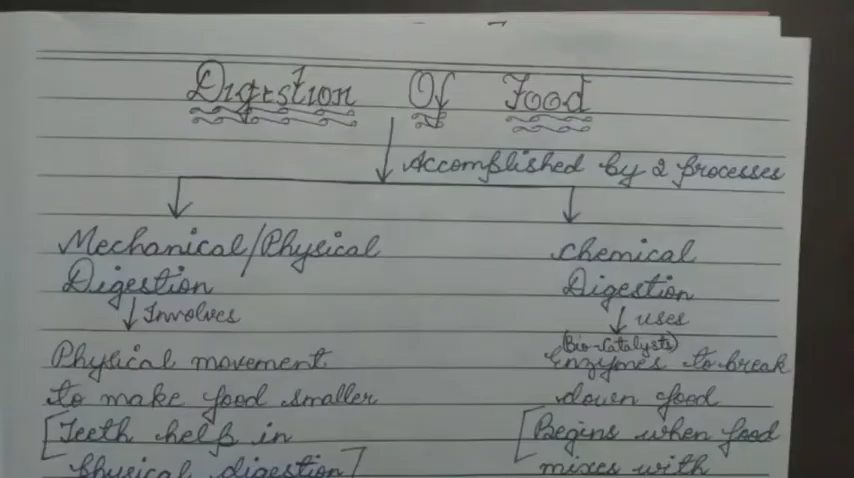 Digestion Of Food
Accomplished by 2 processes
Mechanical/Physical
Digestion
Involves
Physical movement
to make food smaller
[Teeth help in
physical digestion]
Chemical
Digestion
uses
(Bio-catalysts)
Enzymes to break
down food
[Begins when food
mixes with